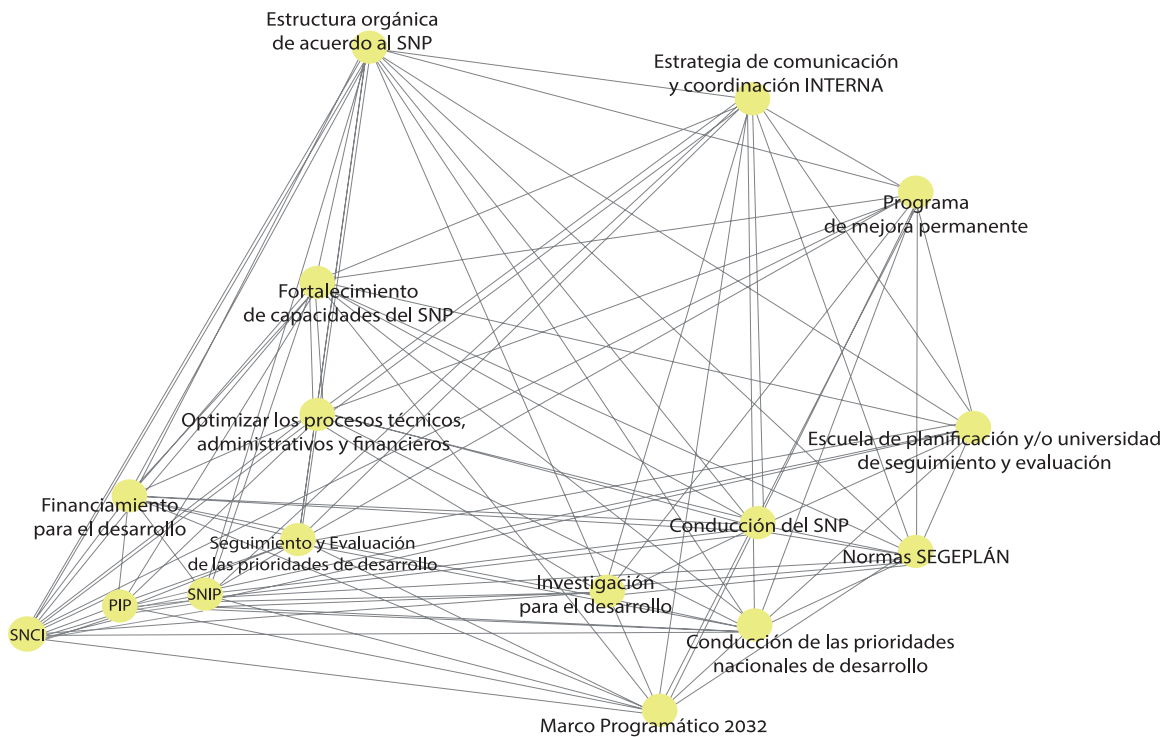 Estructura orgánica
de acuerdo al SNP
Estrategia de comunicación
y coordinación INTERNA
Programa
de mejora permanente
Fortalecimiento
de capacidades del SNP
Optimizar los procesos técnicos,
administrativos y financieros
Escuela de planificación y/o universidad
de seguimiento y evaluación
Financiamiento
para el desarrollo
Conducción del SNP
Seguimiento y Evaluación
de las prioridades de desarrollo
Normas SEGEPLÁN
Investigación
para el desarrollo
SNIP
PIP
SNCI
Conducción de las prioridades
nacionales de desarrollo
Marco Programático 2032